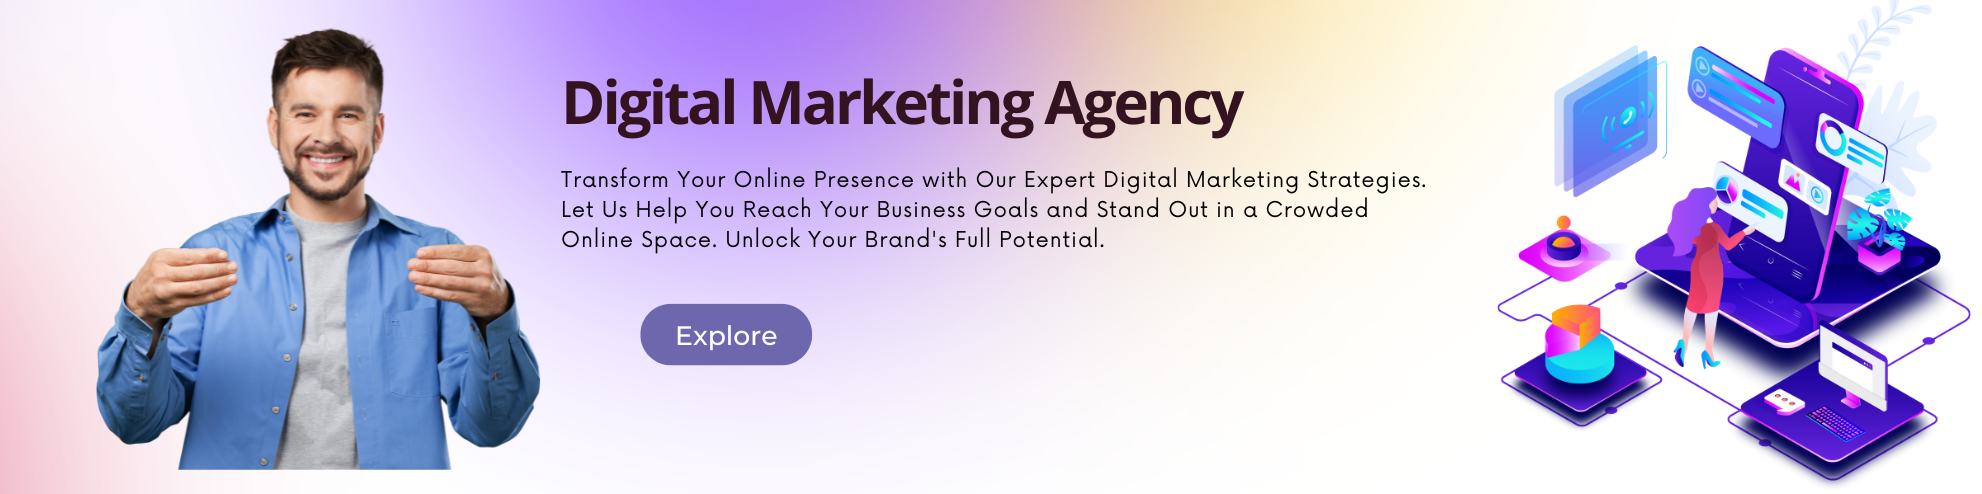 Digital Marketing Agency
Transform Your Online Presence with Our Expert Digital Marketing Strategies.
Let Us Help You Reach Your Business Goals and Stand Out in a Crowded
Online Space. Unlock Your Brand's Full Potential.
Explore